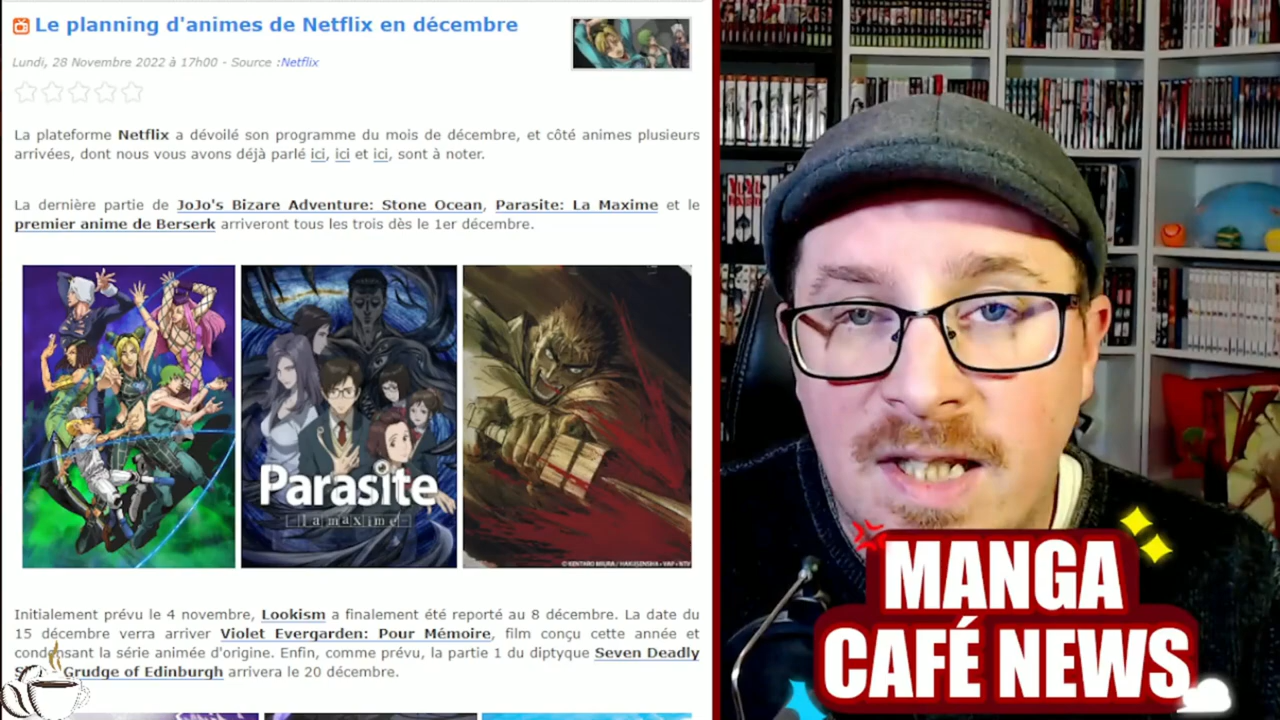 Le planning d'animes de Netflix en décembre
Lundi, 28 Novembre 2022 à 17h00 - Source :Netflix
La plateforme Netflix a dévoilé son programme du mois de décembre, et côté animes plusieurs
arrivées, dont nous vous avons déjà parlé ici, ici et ici, sont à noter.
La dernière partie de JoJo's Bizare Adventure: Stone Ocean, Parasite: La Maxime et le
premier anime de Berserk arriveront tous les trois dès le 1er décembre.
Parasite
la maxime
Initialement prévu le 4 novembre, Lookism a finalement été reporté au 8 décembre. La date du
15 décembre verra arriver Violet Evergarden: Pour Mémoire, film conçu cette année et
condensant la série animée d'origine. Enfin, comme prévu, la partie 1 du diptyque Seven Deadly
Grudge of Edinburgh arrivera le 20 décembre.
MANGA
CAFÉ NEWS